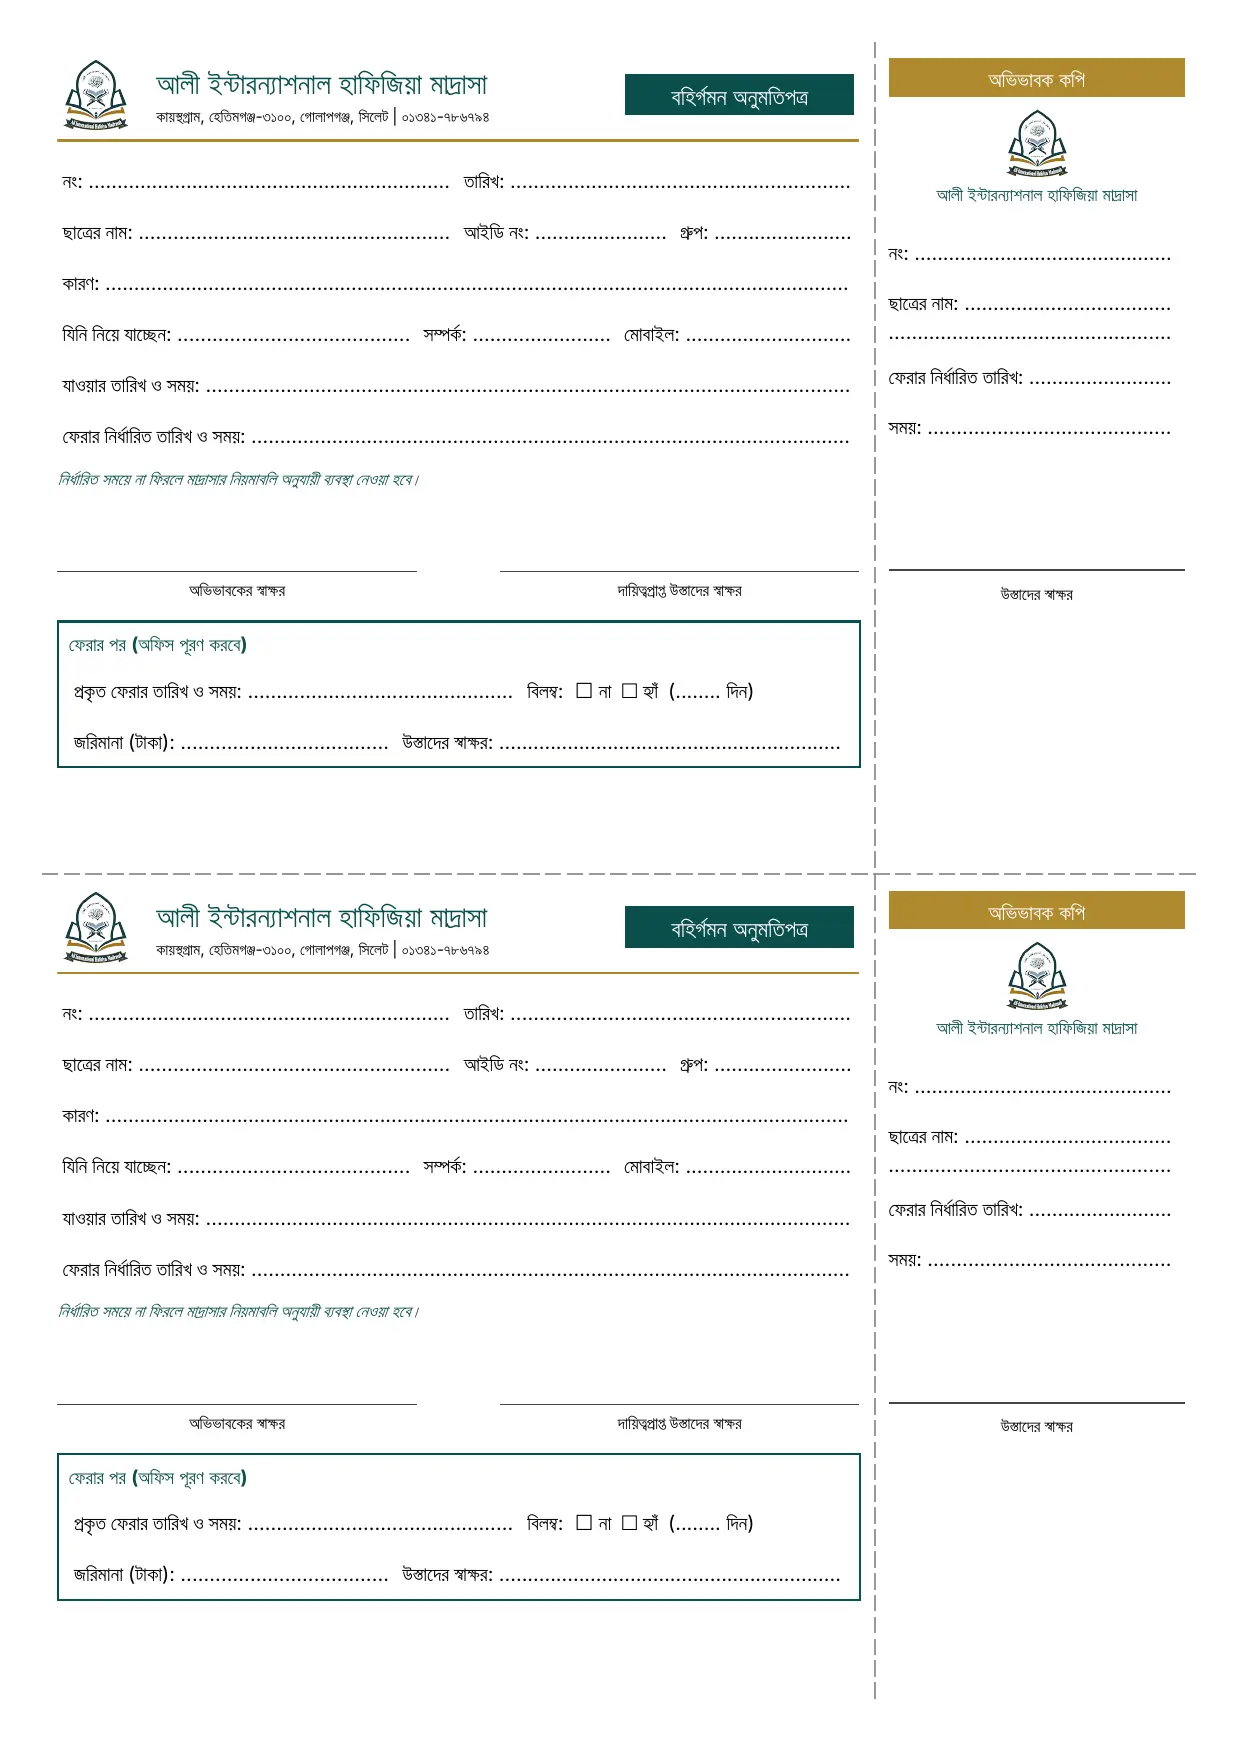 আলী ইন্টারন্যাশনাল হাফিজিয়া মাদ্রাসা
কায়স্থগ্রাম, হেতিমগঞ্জ-৩১০০, গোলাপগঞ্জ, সিলেট | ০১৩৪১-৭৮৬৭৯৪
বহির্গমন অনুমতিপত্র
নং: ............................................................... তারিখ: ...........................................................
ছাত্রের নাম: ...................................................... আইডি নং: ....................... গ্রুপ: ........................
কারণ: ..................................................................................................................................
যিনি নিয়ে যাচ্ছেন: ......................................... সম্পর্ক: ........................ মোবাইল: .............................
যাওয়ার তারিখ ও সময়: .................................................................................................................
ফেরার নির্ধারিত তারিখ ও সময়: .........................................................................................................
নির্ধারিত সময়ে না ফিরলে মাদ্রাসার নিয়মাবলি অনুযায়ী ব্যবস্থা নেওয়া হবে।
অভিভাবকের স্বাক্ষর
দায়িত্বপ্রাপ্ত উস্তাদের স্বাক্ষর
ফেরার পর (অফিস পূরণ করবে)
প্রকৃত ফেরার তারিখ ও সময়: .............................................. বিলম্ব: ☐ না ☐ হ্যাঁ (........ দিন)
জরিমানা (টাকা): .................................... উস্তাদের স্বাক্ষর: ............................................................
অভিভাবক কপি
আলী ইন্টারন্যাশনাল হাফিজিয়া মাদ্রাসা
নং: .............................................
ছাত্রের নাম: ....................................
.................................................
ফেরার নির্ধারিত তারিখ: .........................
সময়: ..........................................
উস্তাদের স্বাক্ষর
আলী ইন্টারন্যাশনাল হাফিজিয়া মাদ্রাসা
কায়স্থগ্রাম, হেতিমগঞ্জ-৩১০০, গোলাপগঞ্জ, সিলেট | ০১৩৪১-৭৮৬৭৯৪
বহির্গমন অনুমতিপত্র
নং: ............................................................... তারিখ: ...........................................................
ছাত্রের নাম: ...................................................... আইডি নং: ....................... গ্রুপ: ........................
কারণ: ..................................................................................................................................
যিনি নিয়ে যাচ্ছেন: ......................................... সম্পর্ক: ........................ মোবাইল: .............................
যাওয়ার তারিখ ও সময়: .................................................................................................................
ফেরার নির্ধারিত তারিখ ও সময়: .........................................................................................................
নির্ধারিত সময়ে না ফিরলে মাদ্রাসার নিয়মাবলি অনুযায়ী ব্যবস্থা নেওয়া হবে।
অভিভাবকের স্বাক্ষর
দায়িত্বপ্রাপ্ত উস্তাদের স্বাক্ষর
ফেরার পর (অফিস পূরণ করবে)
প্রকৃত ফেরার তারিখ ও সময়: .............................................. বিলম্ব: ☐ না ☐ হ্যাঁ (........ দিন)
জরিমানা (টাকা): .................................... উস্তাদের স্বাক্ষর: ............................................................
অভিভাবক কপি
আলী ইন্টারন্যাশনাল হাফিজিয়া মাদ্রাসা
নং: .............................................
ছাত্রের নাম: ....................................
.................................................
ফেরার নির্ধারিত তারিখ: .........................
সময়: ..........................................
উস্তাদের স্বাক্ষর